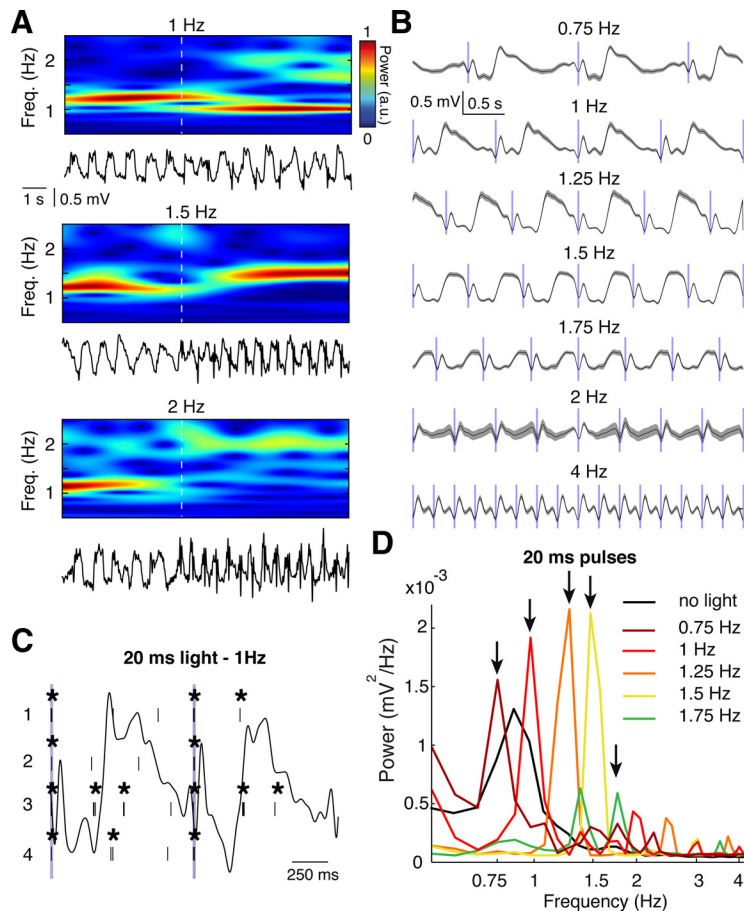 A
1 Hz
Freq. (Hz)
2
1
1
Power (a.u.)
0
1 s
0.5 mV
1.5 Hz
Freq. (Hz)
2
1
2 Hz
Freq. (Hz)
2
1
B
0.75 Hz
0.5 mV
0.5 s
1 Hz
1.25 Hz
1.5 Hz
1.75 Hz
2 Hz
4 Hz
C
20 ms light - 1Hz
* *
1 * *
* *
2
* * * *
3 * *
* * *
4
250 ms
D
20 ms pulses
x10-3
Power (mV2/Hz)
2
1.5
1
0.5
0
no light
0.75 Hz
1 Hz
1.25 Hz
1.5 Hz
1.75 Hz
0.75 1 1.5 2 3 4
Frequency (Hz)